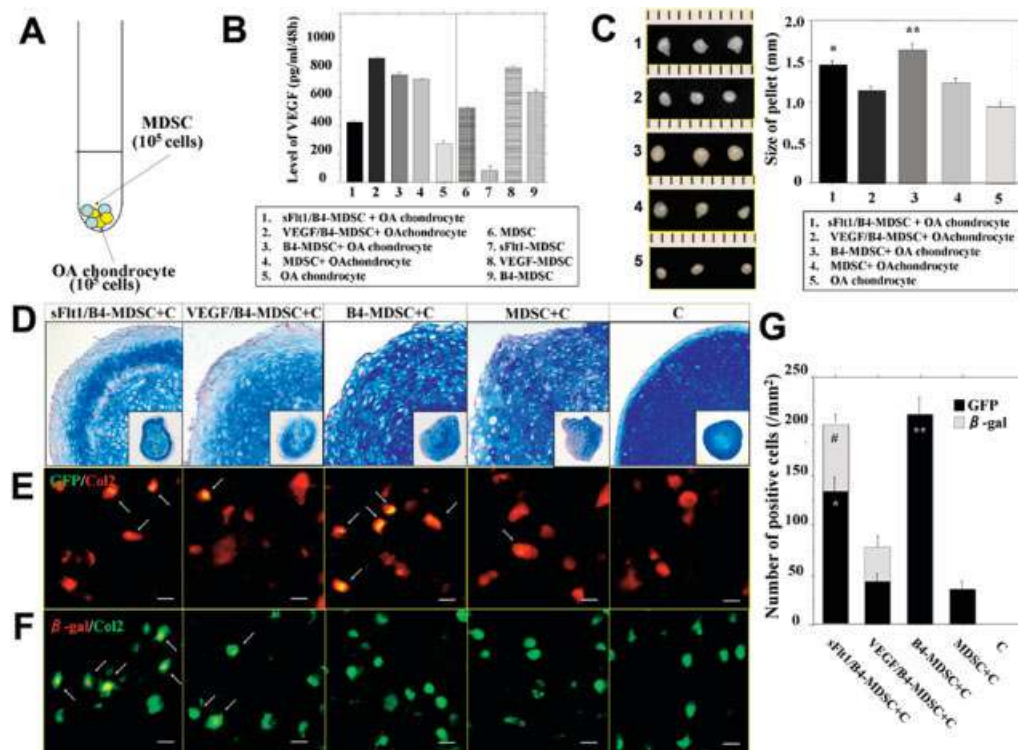 A
MDSC
(10⁵ cells)
OA chondrocyte
(10⁵ cells)
B
Level of VEGF (pg/ml/48h)
1000
800
600
400
200
0
1 2 3 4 5 6 7 8 9
1. sFlt1/B4-MDSC + OA chondrocyte
2. VEGF/B4-MDSC+ OAchondrocyte
3. B4-MDSC+ OA chondrocyte
4. MDSC+ OAchondrocyte
5. OA chondrocyte
6. MDSC
7. sFlt1-MDSC
8. VEGF-MDSC
9. B4-MDSC
C
1
2
3
4
5
Size of pellet (mm)
2.0
1.5
1.0
0.5
0
* **
1 2 3 4 5
1. sFlt1/B4-MDSC + OA chondrocyte
2. VEGF/B4-MDSC+ OA chondrocyte
3. B4-MDSC+ OA chondrocyte
4. MDSC+ OAchondrocyte
5. OA chondrocyte
D
sFlt1/B4-MDSC+C VEGF/B4-MDSC+C B4-MDSC+C MDSC+C C
E
GFP/Col2
F
β-gal/Col2
G
Number of positive cells (/mm²)
250
200
150
100
50
0
GFP
β-gal
#
*
**
sFlt1/B4-MDSC+C
VEGF/B4-MDSC+C
B4-MDSC+C
MDSC+C
C